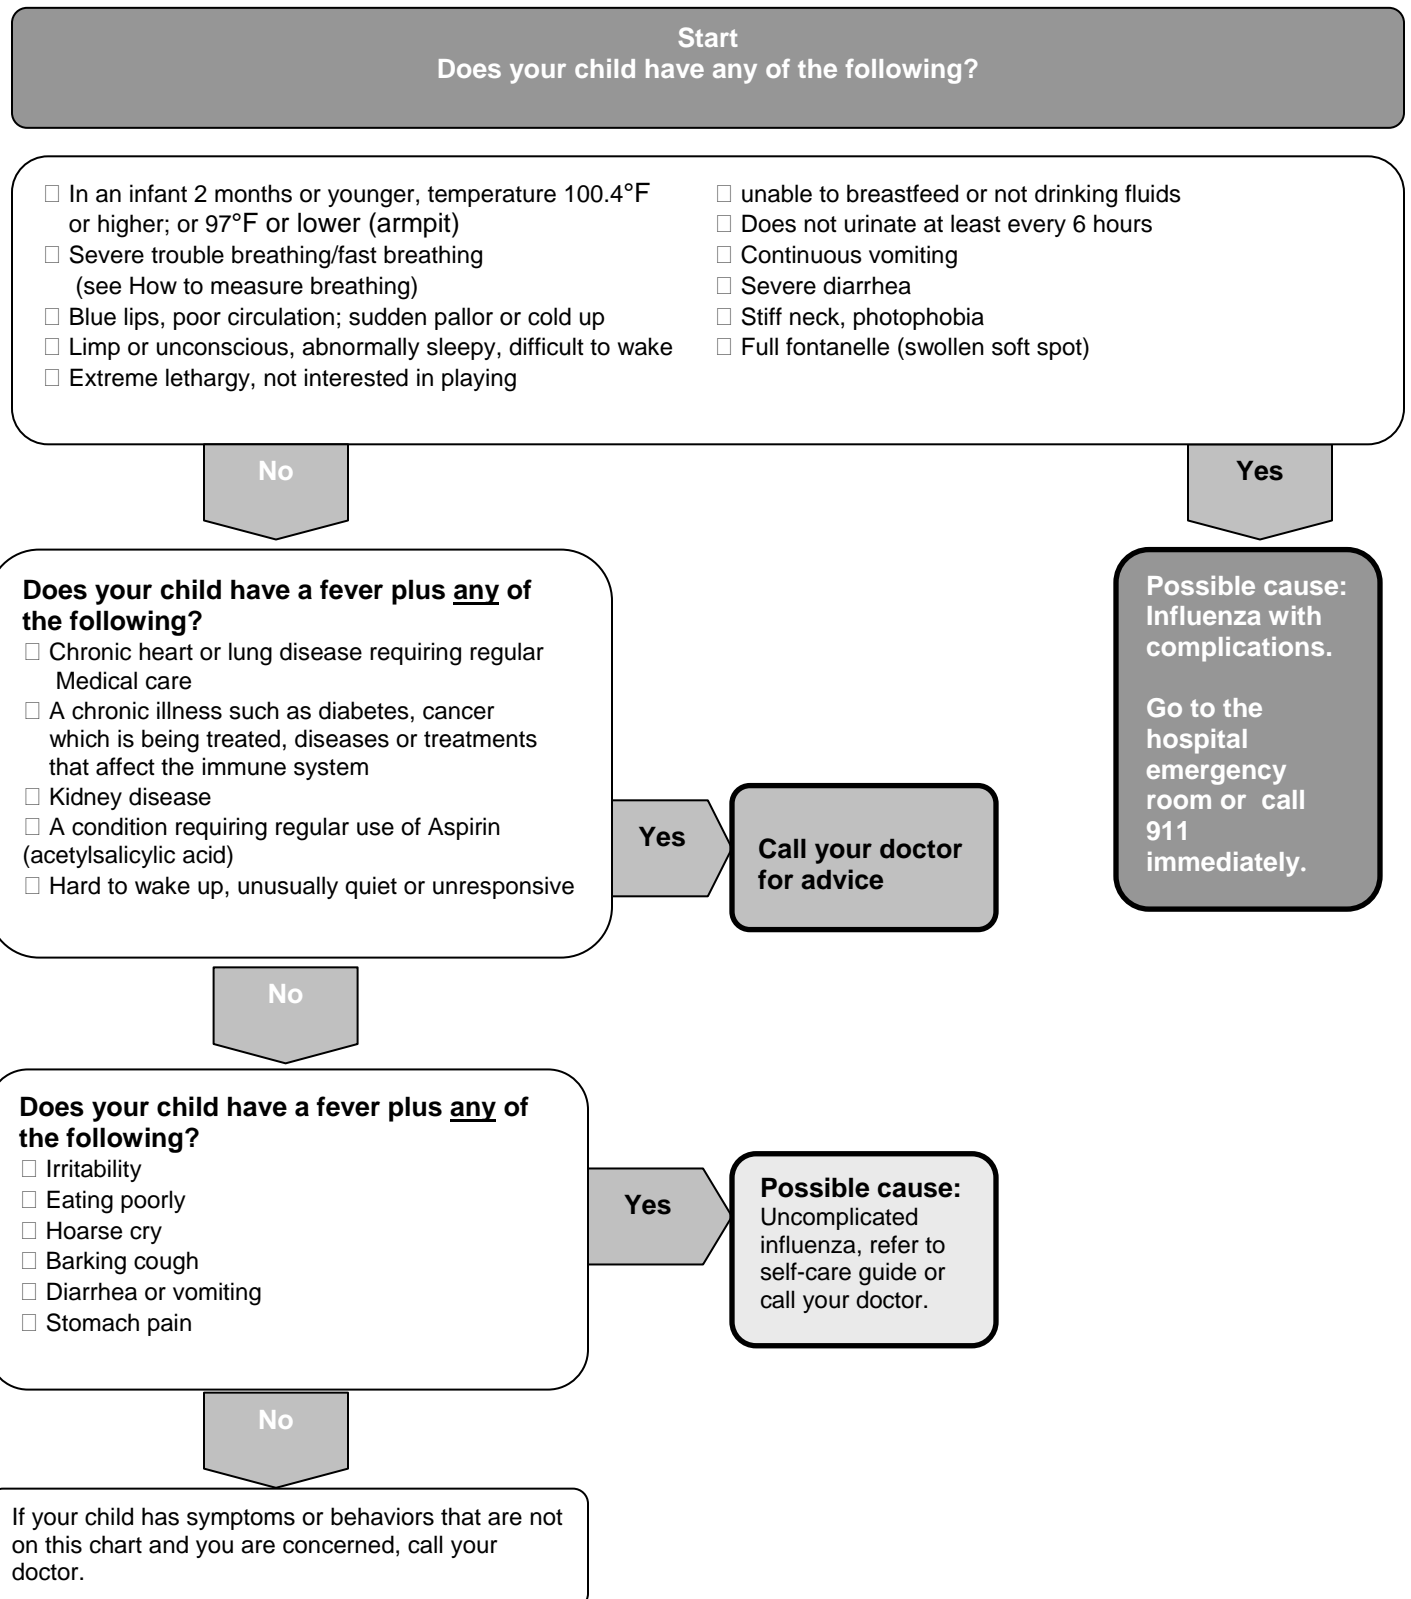 Start
Does your child have any of the following?
☐ In an infant 2 months or younger, temperature 100.4°F
or higher; or 97°F or lower (armpit)
☐ Severe trouble breathing/fast breathing
(see How to measure breathing)
☐ Blue lips, poor circulation; sudden pallor or cold up
☐ Limp or unconscious, abnormally sleepy, difficult to wake
☐ Extreme lethargy, not interested in playing
☐ unable to breastfeed or not drinking fluids
☐ Does not urinate at least every 6 hours
☐ Continuous vomiting
☐ Severe diarrhea
☐ Stiff neck, photophobia
☐ Full fontanelle (swollen soft spot)
No
Yes
Does your child have a fever plus any of
the following?
☐ Chronic heart or lung disease requiring regular
Medical care
☐ A chronic illness such as diabetes, cancer
which is being treated, diseases or treatments
that affect the immune system
☐ Kidney disease
☐ A condition requiring regular use of Aspirin
(acetylsalicylic acid)
☐ Hard to wake up, unusually quiet or unresponsive
Yes
Call your doctor
for advice
Possible cause:
Influenza with
complications.
Go to the
hospital
emergency
room or  call
911
immediately.
No
Does your child have a fever plus any of
the following?
☐ Irritability
☐ Eating poorly
☐ Hoarse cry
☐ Barking cough
☐ Diarrhea or vomiting
☐ Stomach pain
Yes
Possible cause:
Uncomplicated
influenza, refer to
self-care guide or
call your doctor.
No
If your child has symptoms or behaviors that are not
on this chart and you are concerned, call your
doctor.